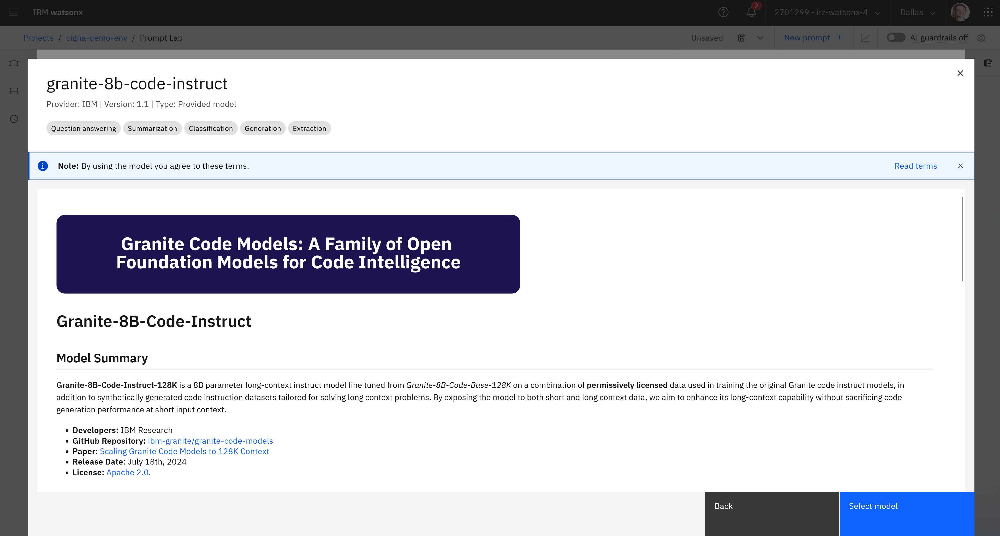 IBM watsonx
2
2701299 - itz-watsonx-4
Dallas
Projects / cigna-demo-env / Prompt Lab
Unsaved
New prompt +
AI guardrails off
granite-8b-code-instruct
Provider: IBM | Version: 1.1 | Type: Provided model
Question answering Summarization Classification Generation Extraction
Note: By using the model you agree to these terms.
Read terms
Granite Code Models: A Family of Open
Foundation Models for Code Intelligence
Granite-8B-Code-Instruct
Model Summary
Granite-8B-Code-Instruct-128K is a 8B parameter long-context instruct model fine tuned from Granite-8B-Code-Base-128K on a combination of permissively licensed data used in training the original Granite code instruct models, in
addition to synthetically generated code instruction datasets tailored for solving long context problems. By exposing the model to both short and long context data, we aim to enhance its long-context capability without sacrificing code
generation performance at short input context.
• Developers: IBM Research
• GitHub Repository: ibm-granite/granite-code-models
• Paper: Scaling Granite Code Models to 128K Context
• Release Date: July 18th, 2024
• License: Apache 2.0.
Back
Select model